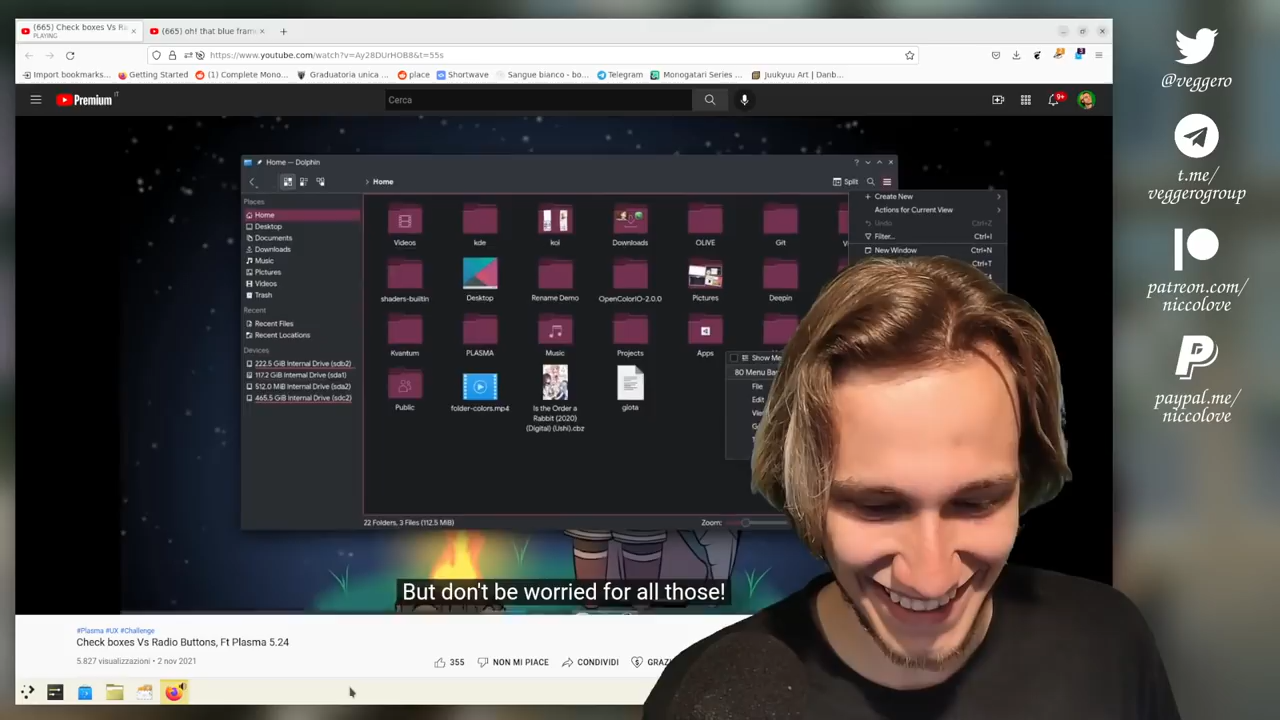 (665) Check boxes Vs Ra
PLAYING
(665) oh! that blue fram
https://www.youtube.com/watch?v=Ay28DUrHOB8&t=55s
Import bookmarks...
Getting Started
(1) Complete Mono...
Graduatoria unica ...
place
Shortwave
Sangue bianco - bo...
Telegram
Monogatari Series ...
Juukyuu Art | Danb...
Premium
IT
Cerca
9+
Home — Dolphin
Home
Split
Places
Home
Desktop
Documents
Downloads
Music
Pictures
Videos
Trash
Recent
Recent Files
Recent Locations
Devices
222.5 GiB Internal Drive (sdb2)
117.2 GiB Internal Drive (sda1)
512.0 MiB Internal Drive (sda2)
465.5 GiB Internal Drive (sdc2)
Videos
kde
koi
Downloads
OLIVE
Git
shaders-builtin
Desktop
Rename Demo
OpenColorIO-2.0.0
Pictures
Deepin
Kvantum
PLASMA
Music
Projects
Apps
Public
folder-colors.mp4
Is the Order a
Rabbit (2020)
(Digital) (Ushi).cbz
giota
22 Folders, 3 Files (112.5 MiB)
Zoom:
Create New
Actions for Current View
Undo Ctrl+Z
Filter... Ctrl+I
New Window Ctrl+N
Ctrl+T
Show Me
80 Menu Ba
File
Edit
But don't be worried for all those!
#Plasma #UX #Challenge
Check boxes Vs Radio Buttons, Ft Plasma 5.24
5.827 visualizzazioni • 2 nov 2021
355
NON MI PIACE
CONDIVIDI
GRAZI
@veggero
t.me/
veggerogroup
patreon.com/
niccolove
paypal.me/
niccolove